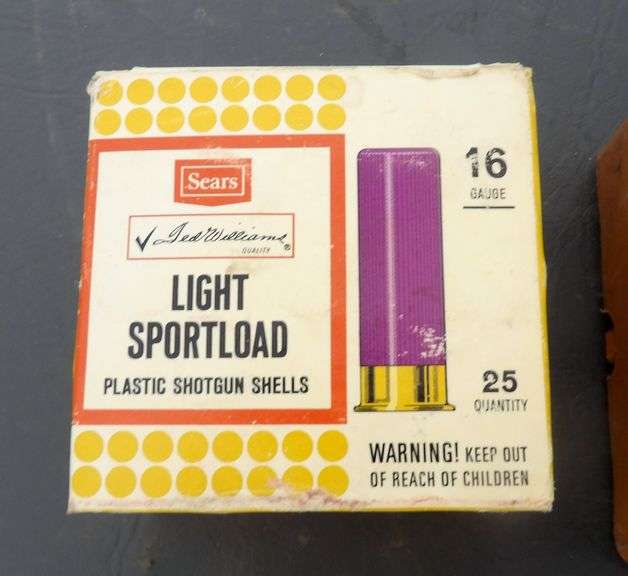 Sears
Ted Williams ®
QUALITY
LIGHT
SPORTLOAD
PLASTIC SHOTGUN SHELLS
16
GAUGE
25
QUANTITY
WARNING! KEEP OUT
OF REACH OF CHILDREN